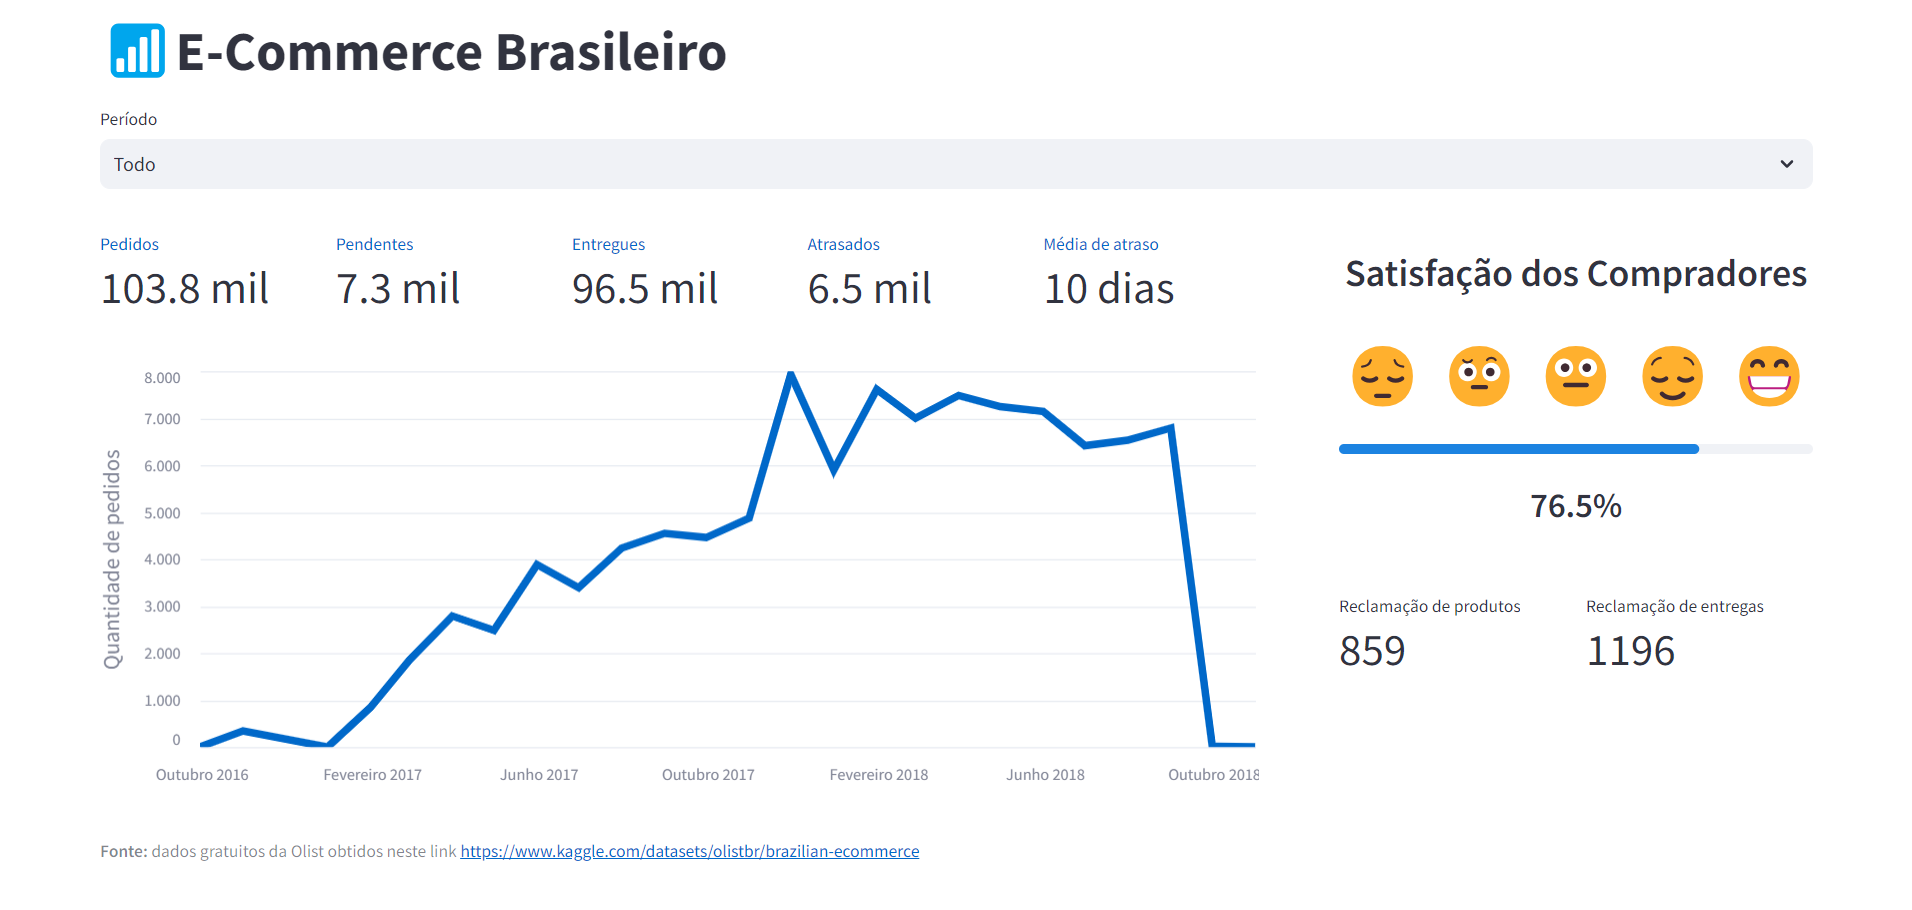 E-Commerce Brasileiro
Período
Todo
Pedidos
103.8 mil
Pendentes
7.3 mil
Entregues
96.5 mil
Atrasados
6.5 mil
Média de atraso
10 dias
Quantidade de pedidos
8.000
7.000
6.000
5.000
4.000
3.000
2.000
1.000
0
Outubro 2016
Fevereiro 2017
Junho 2017
Outubro 2017
Fevereiro 2018
Junho 2018
Outubro 2018
Satisfação dos Compradores
76.5%
Reclamação de produtos
859
Reclamação de entregas
1196
Fonte: dados gratuitos da Olist obtidos neste link https://www.kaggle.com/datasets/olistbr/brazilian-ecommerce